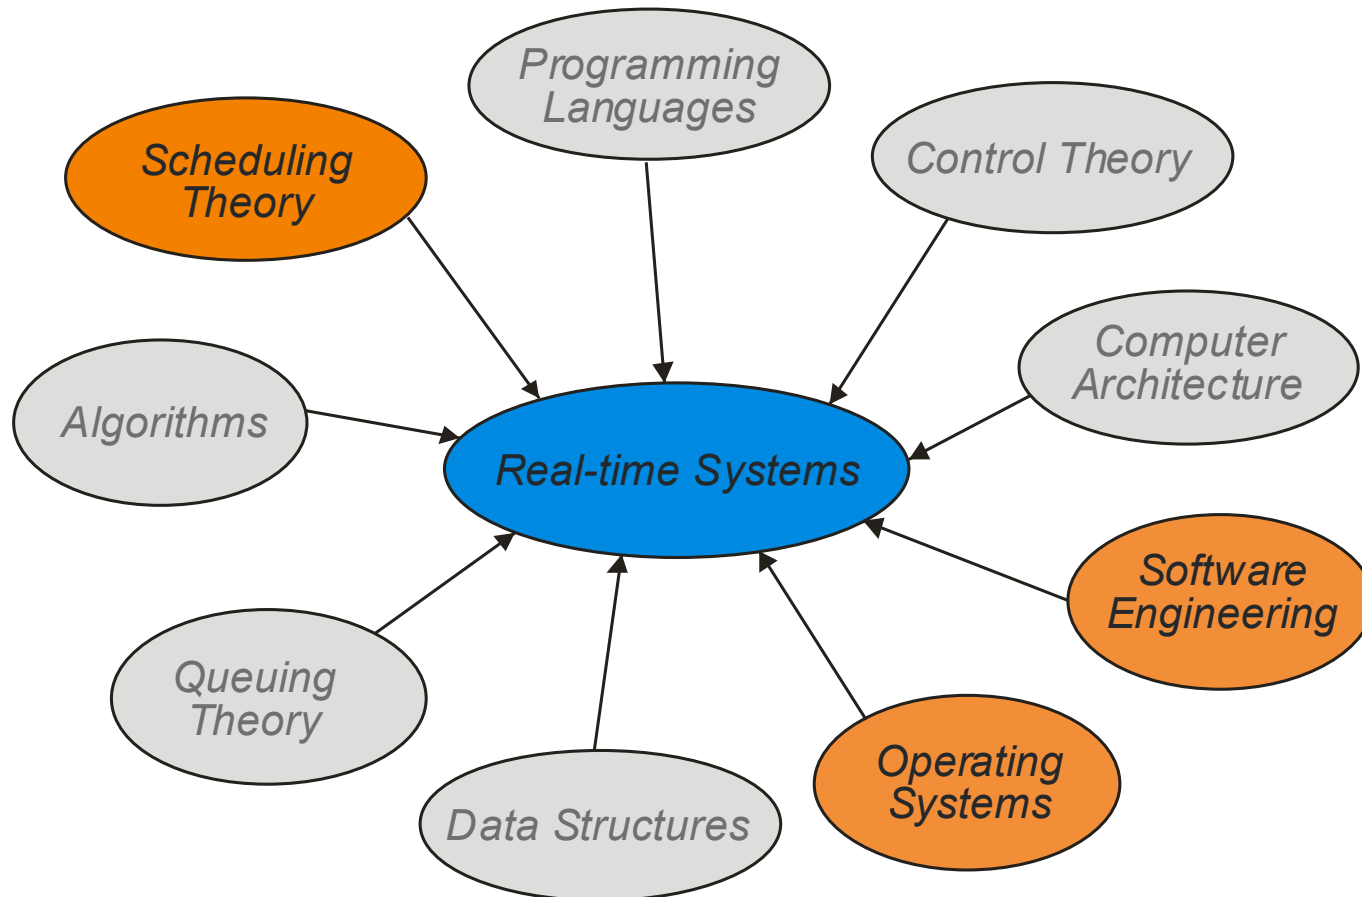 Programming
Languages
Scheduling
Theory
Control Theory
Computer
Architecture
Algorithms
Real-time Systems
Software
Engineering
Queuing
Theory
Operating
Systems
Data Structures